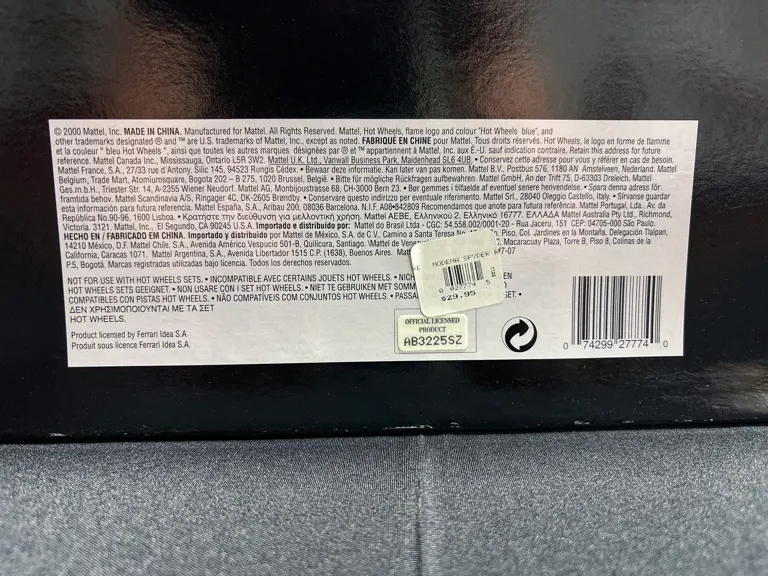 © 2000 Mattel, Inc. MADE IN CHINA. Manufactured for Mattel. All Rights Reserved. Mattel, Hot Wheels, flame logo and colour "Hot Wheels blue", and
other trademarks designated ® and ™ are U.S. trademarks of Mattel, Inc., except as noted. FABRIQUÉ EN CHINE pour Mattel. Tous droits réservés. Hot Wheels, le logo en forme de flamme
et la couleur " bleu Hot Wheels ", ainsi que toutes les autres marques désignées par ® et ™ appartiennent à Mattel, Inc. aux É.-U. sauf indication contraire. Retain this address for future
reference. Mattel Canada Inc., Mississauga, Ontario L5R 3W2. Mattel U.K. Ltd., Vanwall Business Park, Maidenhead SL6 4UB. • Conservez cette adresse pour vous y référer en cas de besoin.
Mattel France, S.A., 27/33 rue d'Antony, Silic 145, 94523 Rungis Cédex. • Bewaar deze informatie. Kan later van pas komen. Mattel B.V., Postbus 576, 1180 AN Amstelveen, Nederland. Mattel
Belgium, Trade Mart, Atomiumsquare, Bogota 202 – B 275, 1020 Brussel, België. • Bitte für mögliche Rückfragen aufbewahren. Mattel GmbH, An der Trift 75, D-63303 Dreieich. Mattel
Ges.m.b.H., Triester Str. 14, A-2355 Wiener Neudorf. Mattel AG, Monbijoustrasse 68, CH-3000 Bern 23. • Bør gemmes i tilfælde af eventuel senere henvendelse. • Spara denna adress för
framtida behov. Mattel Scandinavia A/S, Ringager 4C, DK-2605 Brøndby. • Conservare questo indirizzo per eventuale riferimento. Mattel Srl., 28040 Oleggio Castello, Italy. • Sírvanse guardar
esta información para futura referencia. Mattel España, S.A., Aribau 200, 08036 Barcelona. N.I.F. A08-842809 Recomendamos que anote para futura referência. Mattel Portugal, Lda., Av. da
República No.90-96, 1600 Lisboa. • Κρατήστε την διεύθυνση για μελλοντική χρήση. Mattel AEBE, Ελληνικού 2, Ελληνικό 16777. ΕΛΛΑΔΑ Mattel Australia Pty Ltd., Richmond,
Victoria. 3121. Mattel, Inc., El Segundo, CA 90245 U.S.A. Importado e distribuído por: Mattel do Brasil Ltda - CGC: 54.558.002/0001-20 - Rua Jaceru, 151 CEP: 04705-000 São Paulo.
HECHO EN / FABRICADO EM CHINA. Importado y distribuido por Mattel de México, S.A. de C.V., Camino a Santa Teresa No. Piso, Col. Jardines en la Montaña, Delegación Tlalpan,
14210 México, D.F. Mattel Chile, S.A., Avenida Américo Vespucio 501-B, Quilicura, Santiago. Mattel de C. Macaracuay Plaza, Torre B, Piso 8, Colinas de la
California, Caracas 1071. Mattel Argentina, S.A., Avenida Libertador 1515 C.P. (1638), Buenos Aires. Mattel 7-07
P.5, Bogotá. Marcas registradas utilizadas bajo licencia. Todos los derechos reservados.
MODENA SPYDER
0 027774 5
$29.95
NOT FOR USE WITH HOT WHEELS SETS. • INCOMPATIBLE AVEC CERTAINS JOUETS HOT WHEELS. • EN
HOT WHEELS SETS GEEIGNET. • NON USARE CON I SET HOT WHEELS. • NIET TE GEBRUIKEN MET
COMPATIBLES CON PISTAS HOT WHEELS. • NÃO COMPATÍVEIS COM CONJUNTOS HOT WHEELS. • SET. •
ΔΕΝ ΧΡΗΣΙΜΟΠΟΙΟΥΝΤΑΙ ΜΕ ΤΑ ΣΕΤ
HOT WHEELS.
Product licensed by Ferrari Idea S.A
Produit sous licence Ferrari Idea S.A
OFFICIAL LICENSED
PRODUCT
AB3225SZ
0 74299 27774 0